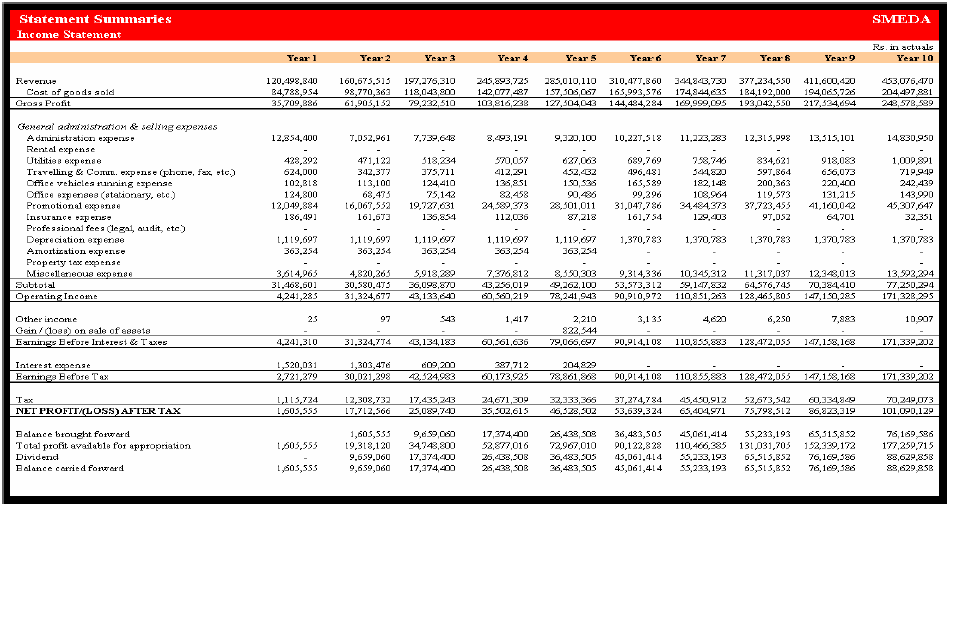 Statement Summaries SMEDA
Income Statement
Rs. in actuals
Year 1 Year 2 Year 3 Year 4 Year 5 Year 6 Year 7 Year 8 Year 9 Year 10
Revenue 120,498,840 160,675,515 197,276,310 245,893,725 285,010,110 310,477,860 344,843,730 377,234,550 411,600,420 453,076,470
Cost of goods sold 84,788,954 98,770,363 118,043,800 142,077,487 157,506,067 165,993,576 174,844,635 184,192,000 194,065,726 204,497,881
Gross Profit 35,709,886 61,905,152 79,232,510 103,816,238 127,504,043 144,484,284 169,999,095 193,042,550 217,534,694 248,578,589
General administration & selling expenses
Administration expense 12,854,400 7,052,961 7,739,648 8,493,191 9,320,100 10,227,518 11,223,283 12,315,998 13,515,101 14,830,950
Rental expense - - - - - - - - - -
Utilities expense 428,292 471,122 518,234 570,057 627,063 689,769 758,746 834,621 918,083 1,009,891
Travelling & Comm. expense (phone, fax, etc.) 624,000 342,377 375,711 412,291 452,432 496,481 544,820 597,864 656,073 719,949
Office vehicles running expense 102,818 113,100 124,410 136,851 150,536 165,589 182,148 200,363 220,400 242,439
Office expenses (stationary, etc.) 124,800 68,475 75,142 82,458 90,486 99,296 108,964 119,573 131,215 143,990
Promotional expense 12,049,884 16,067,552 19,727,631 24,589,373 28,501,011 31,047,786 34,484,373 37,723,455 41,160,042 45,307,647
Insurance expense 186,491 161,673 136,854 112,036 87,218 161,754 129,403 97,052 64,701 32,351
Professional fees (legal, audit, etc.) - - - - - - - - - -
Depreciation expense 1,119,697 1,119,697 1,119,697 1,119,697 1,119,697 1,370,783 1,370,783 1,370,783 1,370,783 1,370,783
Amortization expense 363,254 363,254 363,254 363,254 363,254 - - - - -
Property tax expense - - - - - - - - - -
Miscellaneous expense 3,614,965 4,820,265 5,918,289 7,376,812 8,550,303 9,314,336 10,345,312 11,317,037 12,348,013 13,592,294
Subtotal 31,468,601 30,580,475 36,098,870 43,256,019 49,262,100 53,573,312 59,147,832 64,576,745 70,384,410 77,250,294
Operating Income 4,241,285 31,324,677 43,133,640 60,560,219 78,241,943 90,910,972 110,851,263 128,465,805 147,150,285 171,328,295
Other income 25 97 543 1,417 2,210 3,135 4,620 6,250 7,883 10,907
Gain / (loss) on sale of assets - - - - 822,544 - - - - -
Earnings Before Interest & Taxes 4,241,310 31,324,774 43,134,183 60,561,636 79,066,697 90,914,108 110,855,883 128,472,055 147,158,168 171,339,202
Interest expense 1,520,031 1,303,476 609,200 387,712 204,829 - - - - -
Earnings Before Tax 2,721,279 30,021,298 42,524,983 60,173,925 78,861,868 90,914,108 110,855,883 128,472,055 147,158,168 171,339,202
Tax 1,115,724 12,308,732 17,435,243 24,671,309 32,333,366 37,274,784 45,450,912 52,673,542 60,334,849 70,249,073
NET PROFIT/(LOSS) AFTER TAX 1,605,555 17,712,566 25,089,740 35,502,615 46,528,502 53,639,324 65,404,971 75,798,512 86,823,319 101,090,129
Balance brought forward 1,605,555 9,659,060 17,374,400 26,438,508 36,483,505 45,061,414 55,233,193 65,515,852 76,169,586
Total profit available for appropriation 1,605,555 19,318,120 34,748,800 52,877,016 72,967,010 90,122,828 110,466,385 131,031,705 152,339,172 177,259,715
Dividend - 9,659,060 17,374,400 26,438,508 36,483,505 45,061,414 55,233,193 65,515,852 76,169,586 88,629,858
Balance carried forward 1,605,555 9,659,060 17,374,400 26,438,508 36,483,505 45,061,414 55,233,193 65,515,852 76,169,586 88,629,858